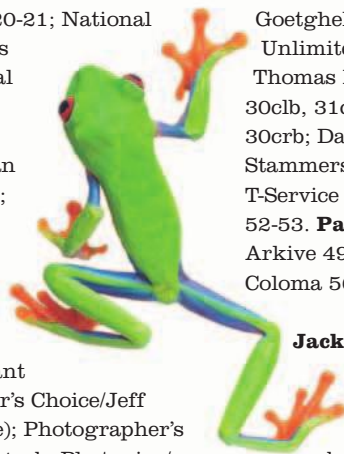 20-21; National
s
al
an
;
ant
r's Choice/Jeff
e); Photographer's
Goetghel
Unlimite
Thomas
30clb, 31c
30crb; Da
Stammers
T-Service
52-53. Pa
Arkive 49
Coloma 50
Jack